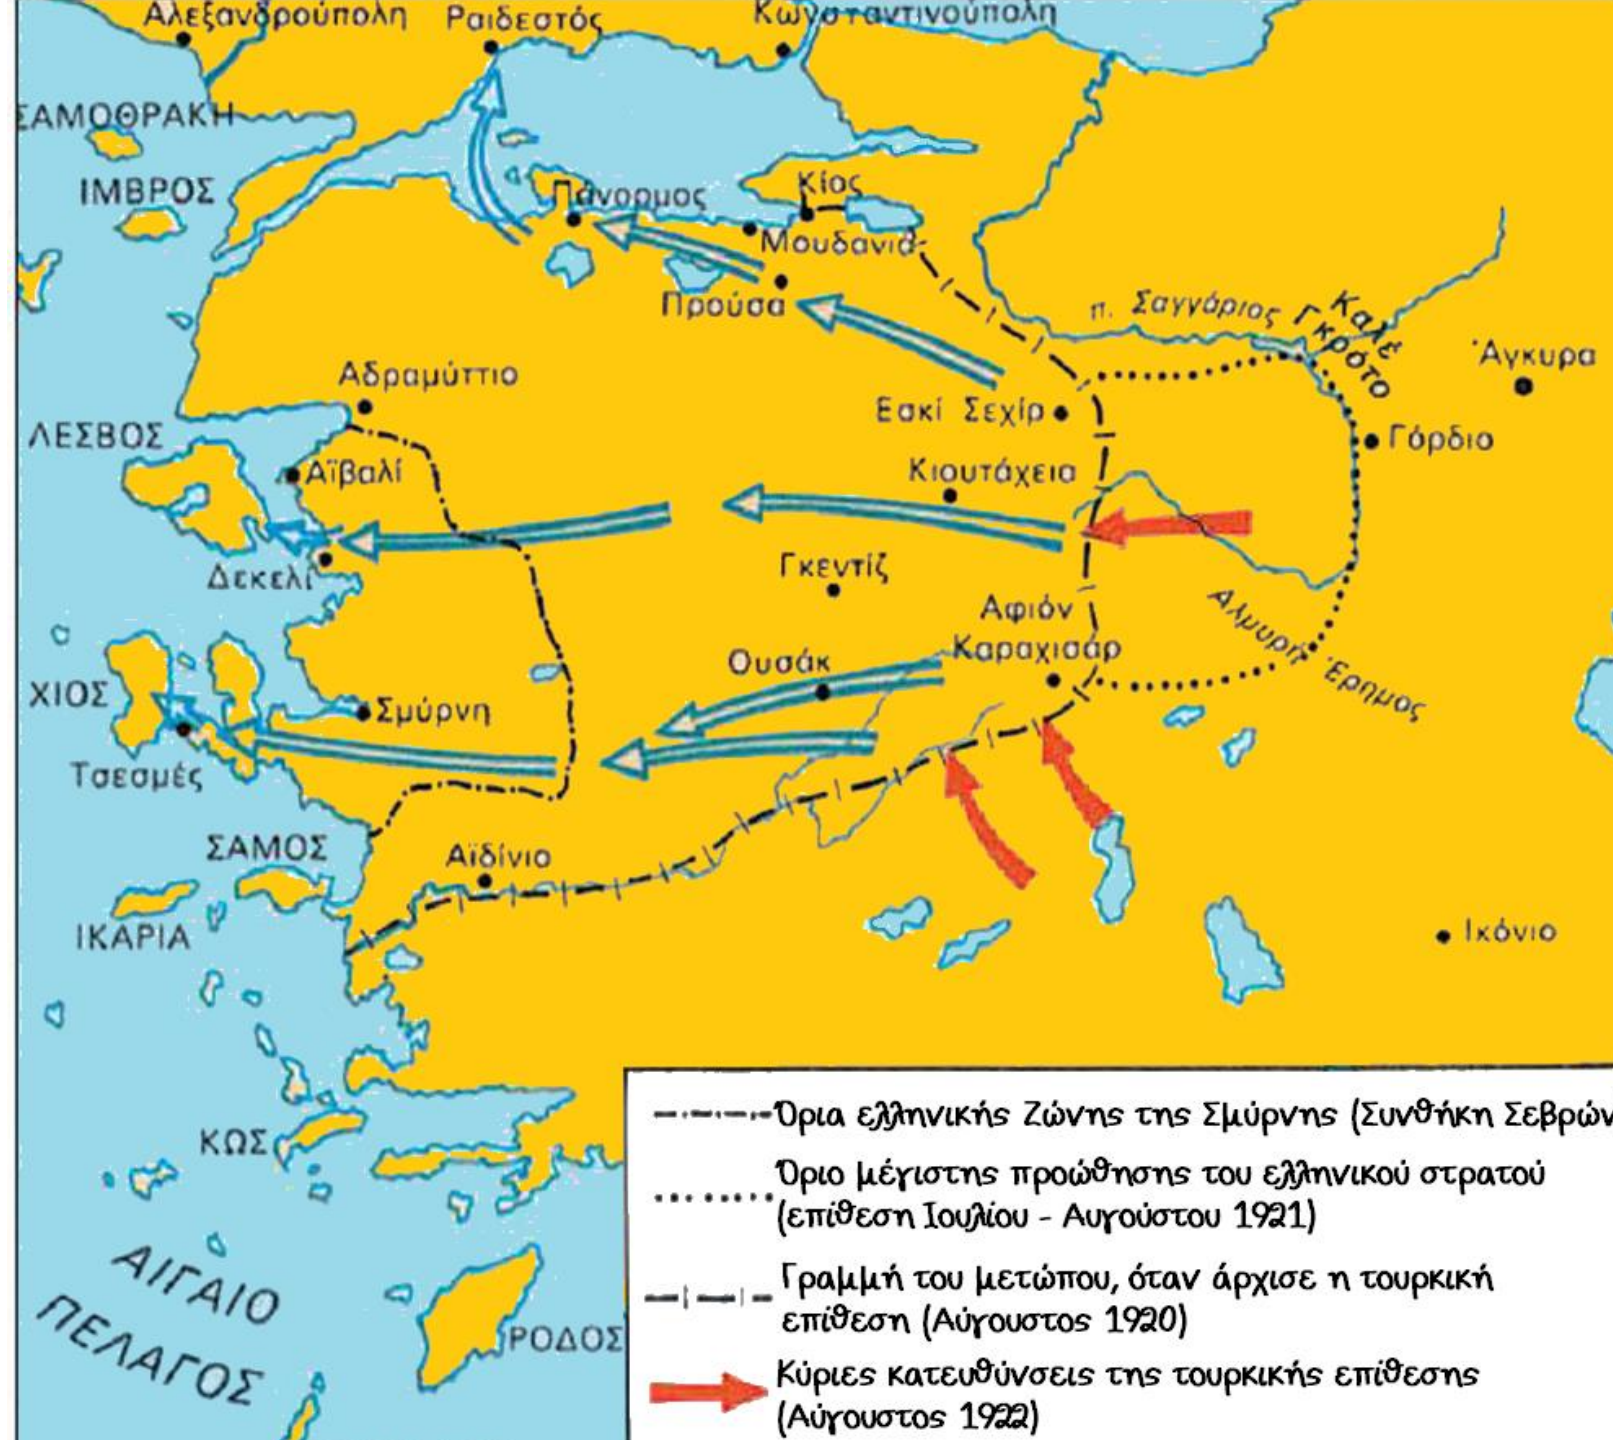 Αλεξανδρούπολη
Ραιδεστός
Κωνσταντινούπολη
ΣΑΜΟΘΡΑΚΗ
ΙΜΒΡΟΣ
Πάνορμος
Κίος
Μουδανιά
Προύσα
π. Σαγγάριος
Καλέ
Γκρότο
Άγκυρα
Αδραμύττιο
Εσκί Σεχίρ
Γόρδιο
ΛΕΣΒΟΣ
Αϊβαλί
Κιουτάχεια
Δεκελί
Γκεντίζ
Αφιόν
Καραχισάρ
Αλμυρή Έρημος
Ουσάκ
ΧΙΟΣ
Σμύρνη
Τσεσμές
ΣΑΜΟΣ
Αϊδίνιο
ΙΚΑΡΙΑ
Ικόνιο
ΚΩΣ
ΑΙΓΑΙΟ
ΠΕΛΑΓΟΣ
ΡΟΔΟΣ
Όρια ελληνικής Ζώνης της Σμύρνης (Συνθήκη Σεβρών
Όριο μέγιστης προώθησης του ελληνικού στρατού
(επίθεση Ιουλίου - Αυγούστου 1921)
Γραμμή του μετώπου, όταν άρχισε η τουρκική
επίθεση (Αύγουστος 1920)
Κύριες κατευθύνσεις της τουρκικής επίθεσης
(Αύγουστος 1922)